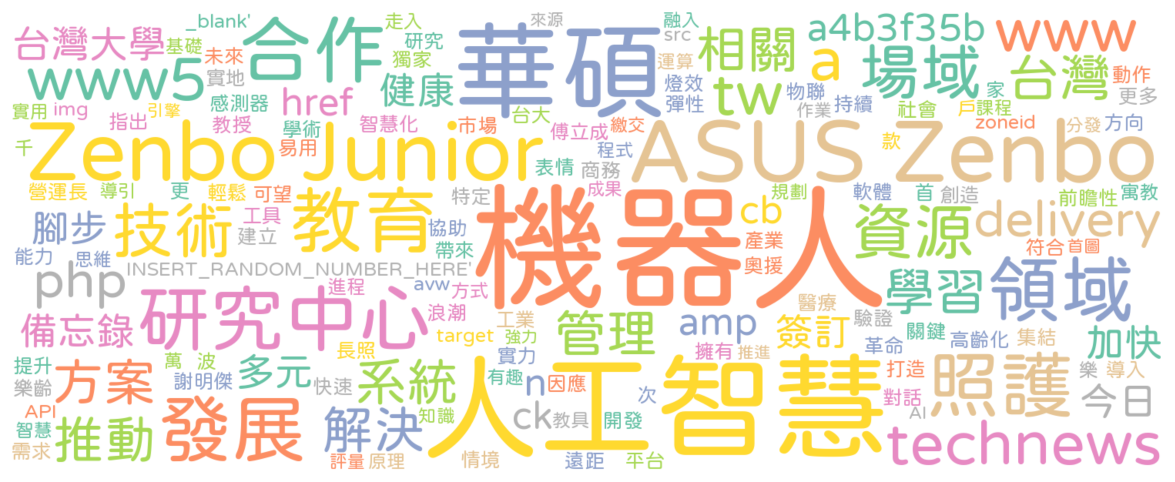 _blank' 走入 來源 融入
台灣大學 基礎 未來 合作 研究 華碩 src 相關 a4b3f35b www
www5 實地 獨家 健康 運算 a 場域 台灣 動作
實用 img 引擎 感測器 href 台大 燈效 彈性 tw 物聯 作業 持續 社會 家 戶 課程 更多
指出 教授 學術 智慧化 市場 傅立成 繳交 zoneid 分發 方向
千 Zenbo Junior 易用 表情 程式 商務 ASUS Zenbo 款
營運長 導引 更 輕鬆 可望 特定 成果 規劃 軟體 首 創造 前瞻性 寓教
腳步 技術 工具 建立 教育 協助 帶來 機器人 cb 產業 奧援 資源 delivery 符合 首圖
能力 思維 INSERT_RANDOM_NUMBER_HERE' avw 方式
php 研究中心 進程 浪潮 醫療 學習 領域
備忘錄 target 工業 強力 管理 amp 簽訂 驗證 關鍵 高齡化 集結 加快
提升 萬 波 長照 實力 擁有 推進 革命
樂齡 方案 謝明傑 多元 快速 系統 有趣 n 因應 人工智慧 打造 對話 照護 樂 導入 今日
API 智慧 推動 發展 解決 知識 ck 教具 次 開發 AI technews
需求 評量 原理 情境 遠距 平台